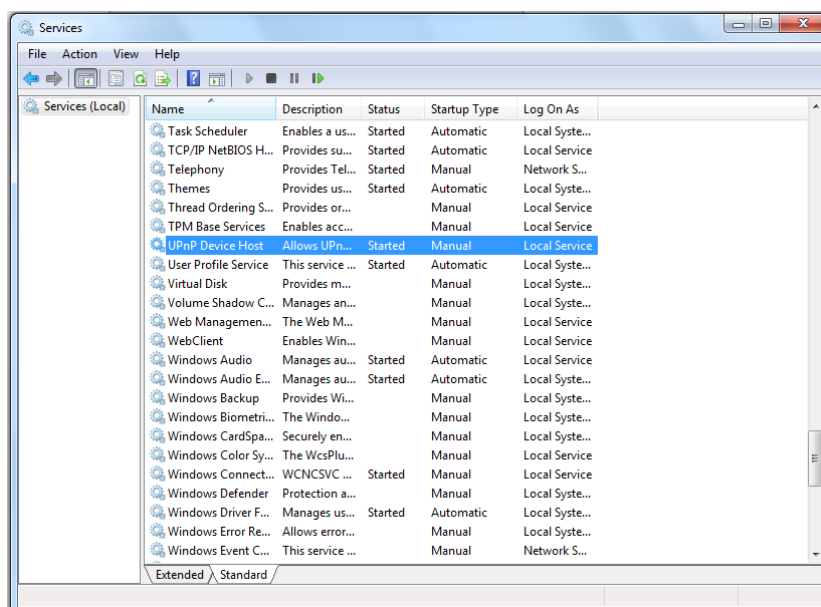 Services
File Action View Help
Services (Local)
Name Description Status Startup Type Log On As
Task Scheduler Enables a us... Started Automatic Local Syste...
TCP/IP NetBIOS H... Provides su... Started Automatic Local Service
Telephony Provides Tel... Started Manual Network S...
Themes Provides us... Started Automatic Local Syste...
Thread Ordering S... Provides or... Manual Local Service
TPM Base Services Enables acc... Manual Local Service
UPnP Device Host Allows UPn... Started Manual Local Service
User Profile Service This service ... Started Automatic Local Syste...
Virtual Disk Provides m... Manual Local Syste...
Volume Shadow C... Manages an... Manual Local Syste...
Web Managemen... The Web M... Manual Local Service
WebClient Enables Win... Manual Local Service
Windows Audio Manages au... Started Automatic Local Service
Windows Audio E... Manages au... Started Automatic Local Syste...
Windows Backup Provides Wi... Manual Local Syste...
Windows Biometri... The Windo... Manual Local Syste...
Windows CardSpa... Securely en... Manual Local Syste...
Windows Color Sy... The WcsPlu... Manual Local Service
Windows Connect... WCNCSVC ... Started Manual Local Service
Windows Defender Protection a... Manual Local Syste...
Windows Driver F... Manages us... Started Automatic Local Syste...
Windows Error Re... Allows error... Manual Local Syste...
Windows Event C... This service ... Manual Network S...
Extended Standard